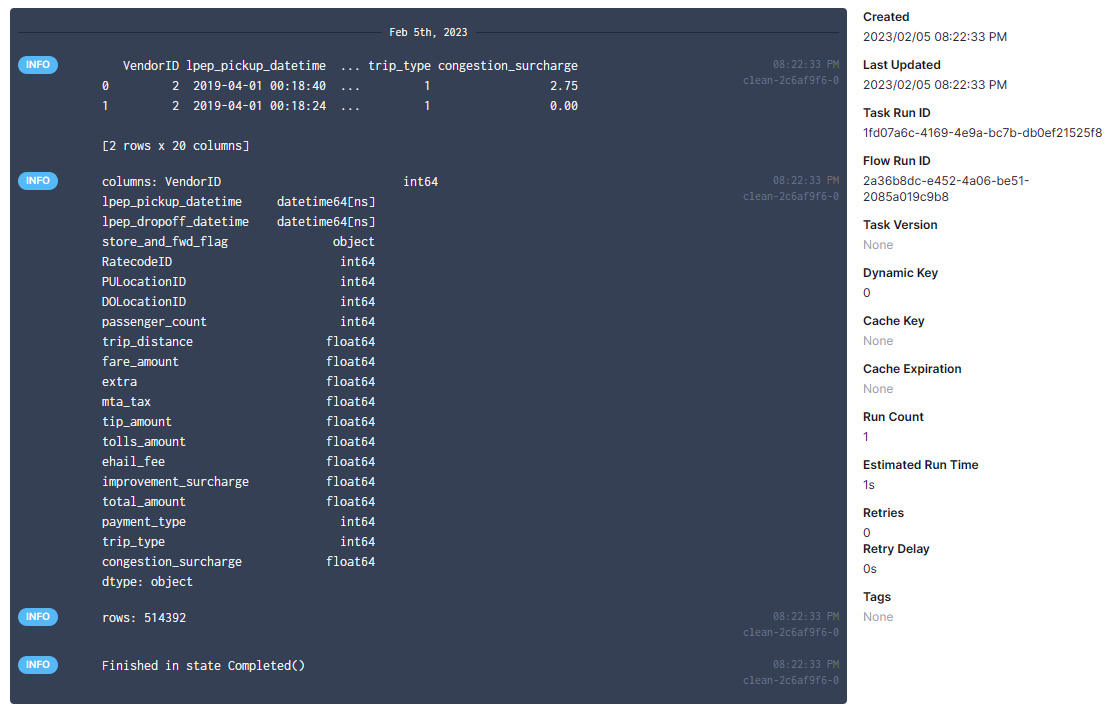 Feb 5th, 2023
INFO
VendorID lpep_pickup_datetime ... trip_type congestion_surcharge
0 2 2019-04-01 00:18:40 ... 1 2.75
1 2 2019-04-01 00:18:24 ... 1 0.00
[2 rows x 20 columns]
08:22:33 PM
clean-2c6af9f6-0
INFO
columns: VendorID int64
lpep_pickup_datetime datetime64[ns]
lpep_dropoff_datetime datetime64[ns]
store_and_fwd_flag object
RatecodeID int64
PULocationID int64
DOLocationID int64
passenger_count int64
trip_distance float64
fare_amount float64
extra float64
mta_tax float64
tip_amount float64
tolls_amount float64
ehail_fee float64
improvement_surcharge float64
total_amount float64
payment_type int64
trip_type int64
congestion_surcharge float64
dtype: object
08:22:33 PM
clean-2c6af9f6-0
INFO
rows: 514392
08:22:33 PM
clean-2c6af9f6-0
INFO
Finished in state Completed()
08:22:33 PM
clean-2c6af9f6-0
Created
2023/02/05 08:22:33 PM
Last Updated
2023/02/05 08:22:33 PM
Task Run ID
1fd07a6c-4169-4e9a-bc7b-db0ef21525f8
Flow Run ID
2a36b8dc-e452-4a06-be51-
2085a019c9b8
Task Version
None
Dynamic Key
0
Cache Key
None
Cache Expiration
None
Run Count
1
Estimated Run Time
1s
Retries
0
Retry Delay
0s
Tags
None